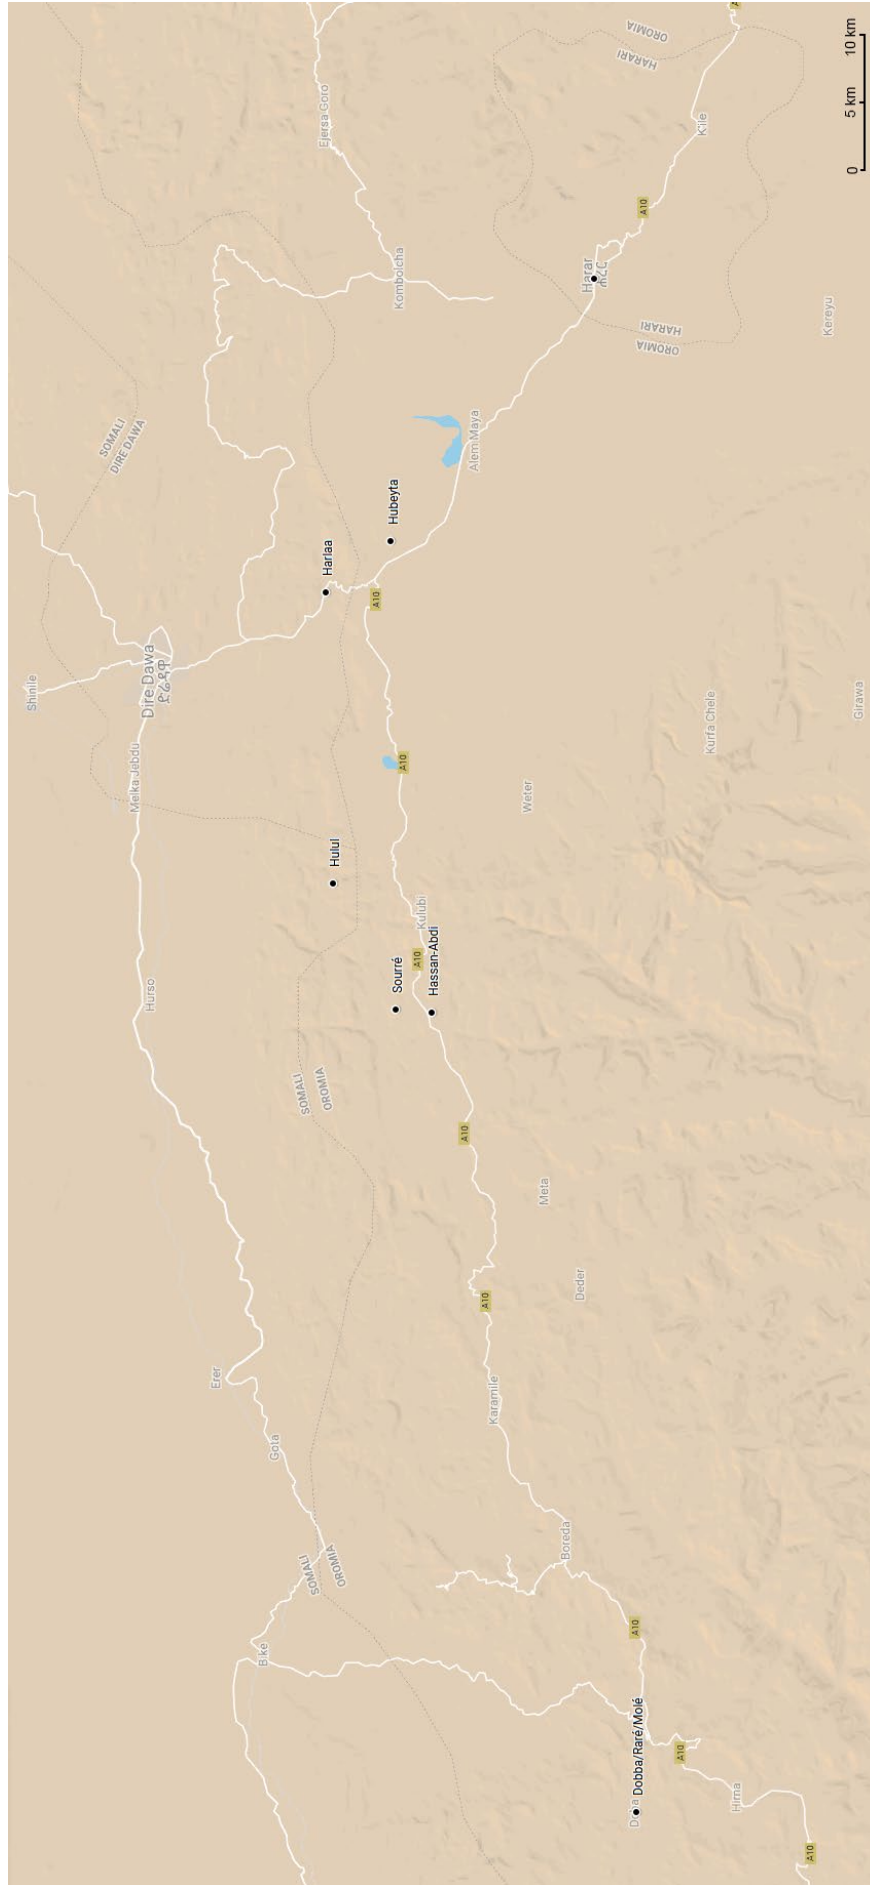 Shinile
SOMALI
DIRE DAWA
Melka Jebdu
Dire Dawa
ድሬዳዋ
Hurso
Erer
Bike
Gota
SOMALI
OROMIA
SOMALI
OROMIA
Ejersa Goro
Harlaa
Hulul
A10
Hubeyta
Sourré
Kombolcha
A10
A10
Kulubi
Hassan-Abdi
A10
Alem Maya
A10
Karamile
Weter
Meta
Boreda
Deder
Harar
ሐረር
A10
Dobba/Raré/Molé
A10
HARARI
OROMIA
OROMIA
HARARI
A10
Kile
Kurfa Chele
Hirna
A10
Kereyu
Girawa
0 5 km 10 km